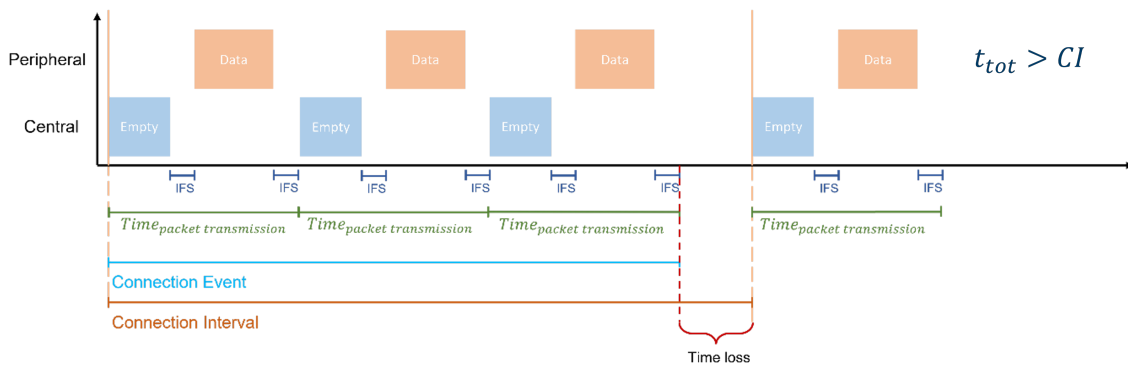 Peripheral
Data
Data
Data
Data
t_tot > CI
Central
Empty
Empty
Empty
Empty
IFS
IFS
IFS
IFS
IFS
IFS
IFS
IFS
Time_packet transmission
Time_packet transmission
Time_packet transmission
Time_packet transmission
Connection Event
Connection Interval
Time loss